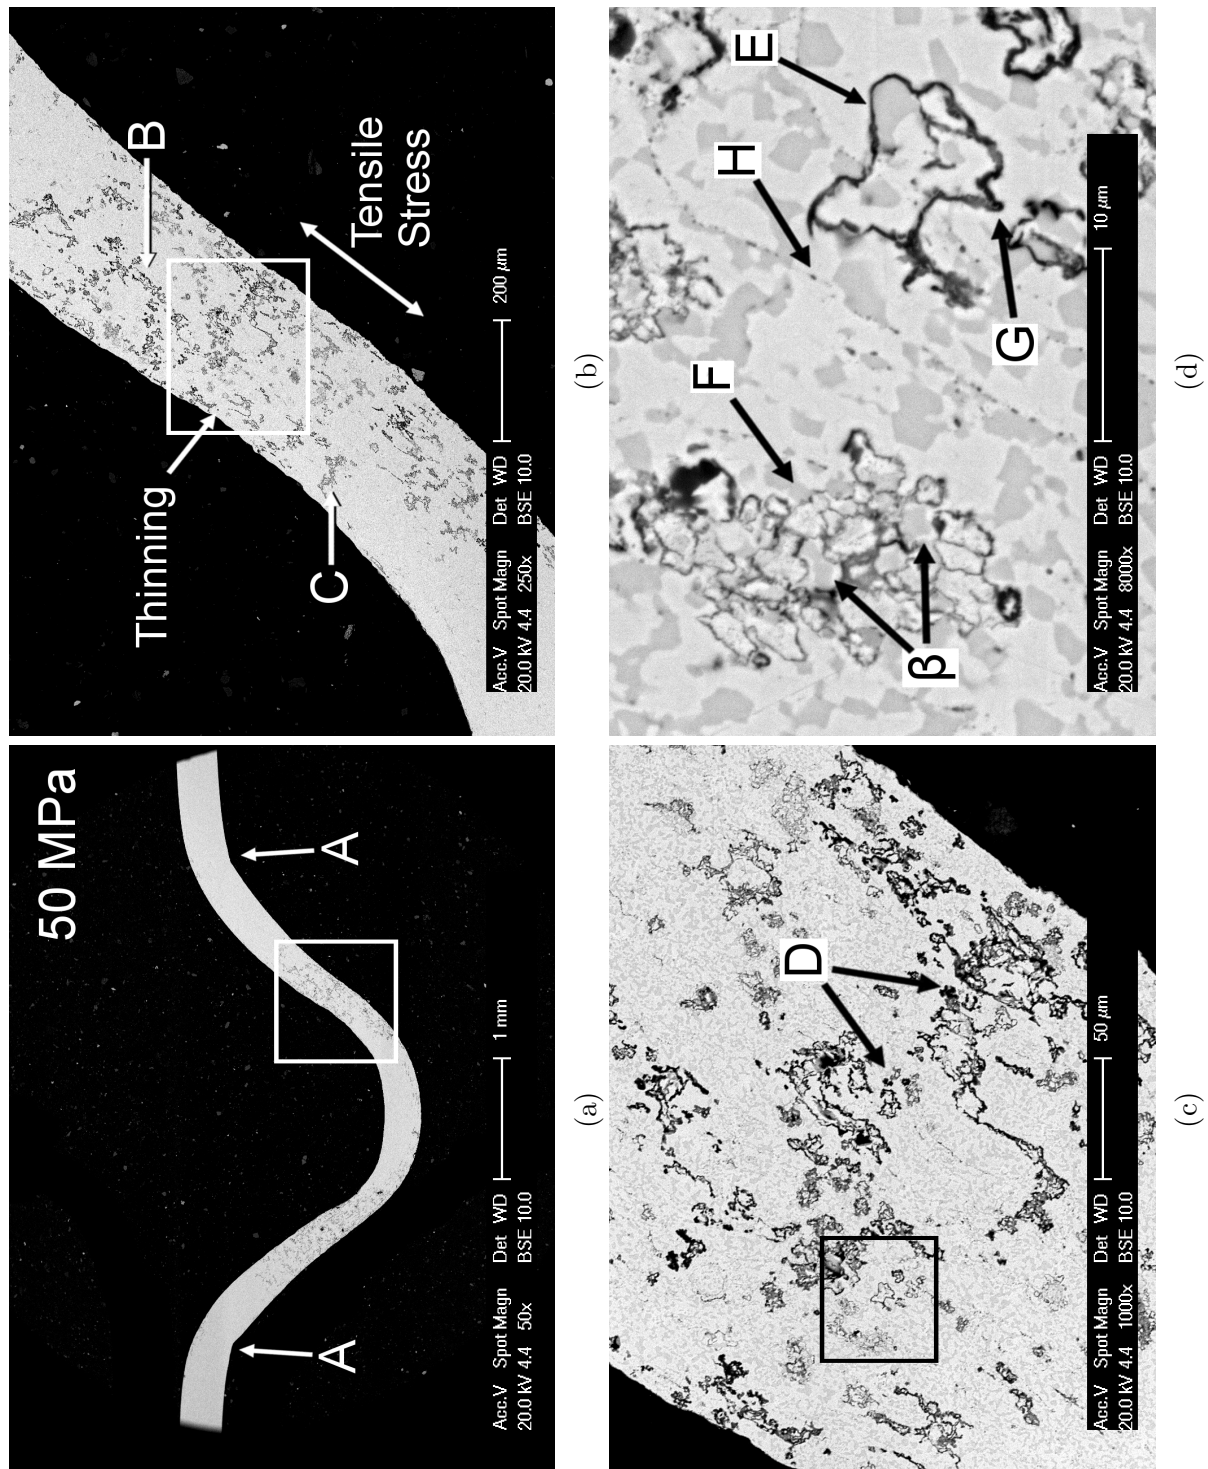 50 MPa
A
A
Acc.V Spot Magn Det WD
20.0 kV 4.4 50x BSE 10.0
1 mm
(a)
B
Thinning
C
Tensile
Stress
Acc.V Spot Magn Det WD
20.0 kV 4.4 250x BSE 10.0
200 µm
(b)
D
Acc.V Spot Magn Det WD
20.0 kV 4.4 1000x BSE 10.0
50 µm
(c)
E
H
F
G
β
Acc.V Spot Magn Det WD
20.0 kV 4.4 8000x BSE 10.0
10 µm
(d)